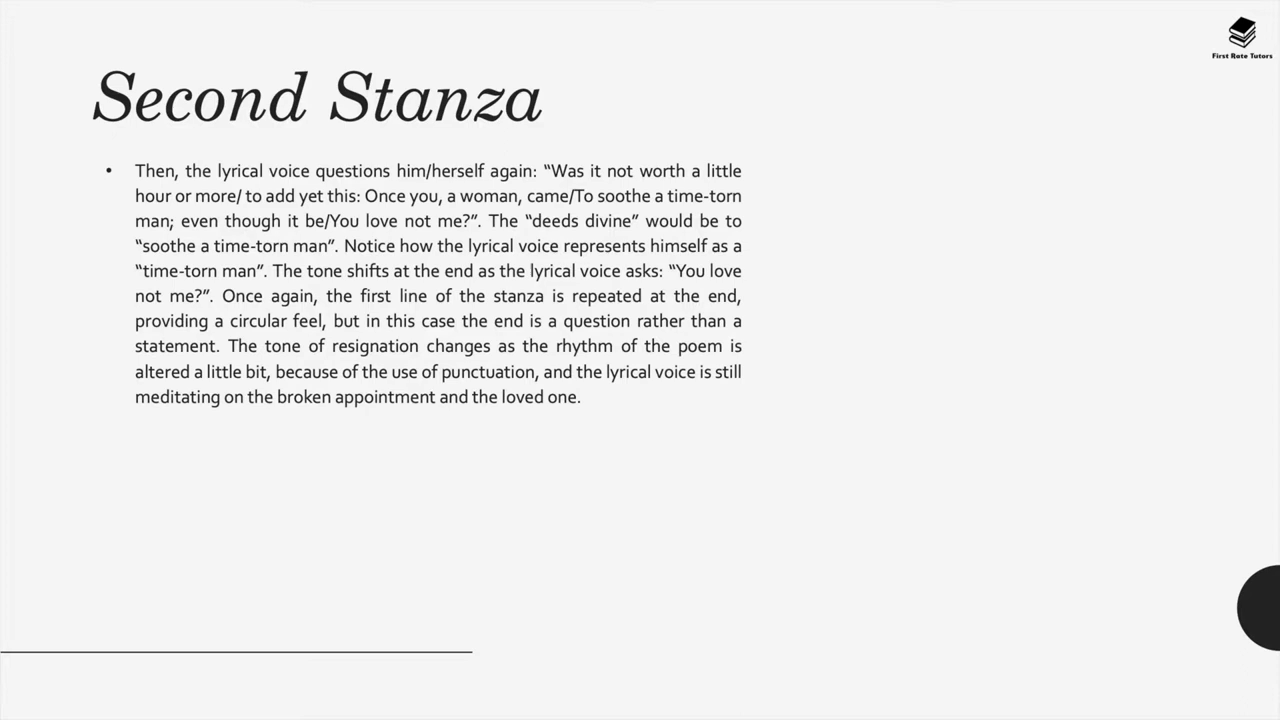 First Rate Tutors
Second Stanza
• Then, the lyrical voice questions him/herself again: “Was it not worth a little
hour or more/ to add yet this: Once you, a woman, came/To soothe a time-torn
man; even though it be/You love not me?”. The “deeds divine” would be to
“soothe a time-torn man”. Notice how the lyrical voice represents himself as a
“time-torn man”. The tone shifts at the end as the lyrical voice asks: “You love
not me?”. Once again, the first line of the stanza is repeated at the end,
providing a circular feel, but in this case the end is a question rather than a
statement. The tone of resignation changes as the rhythm of the poem is
altered a little bit, because of the use of punctuation, and the lyrical voice is still
meditating on the broken appointment and the loved one.